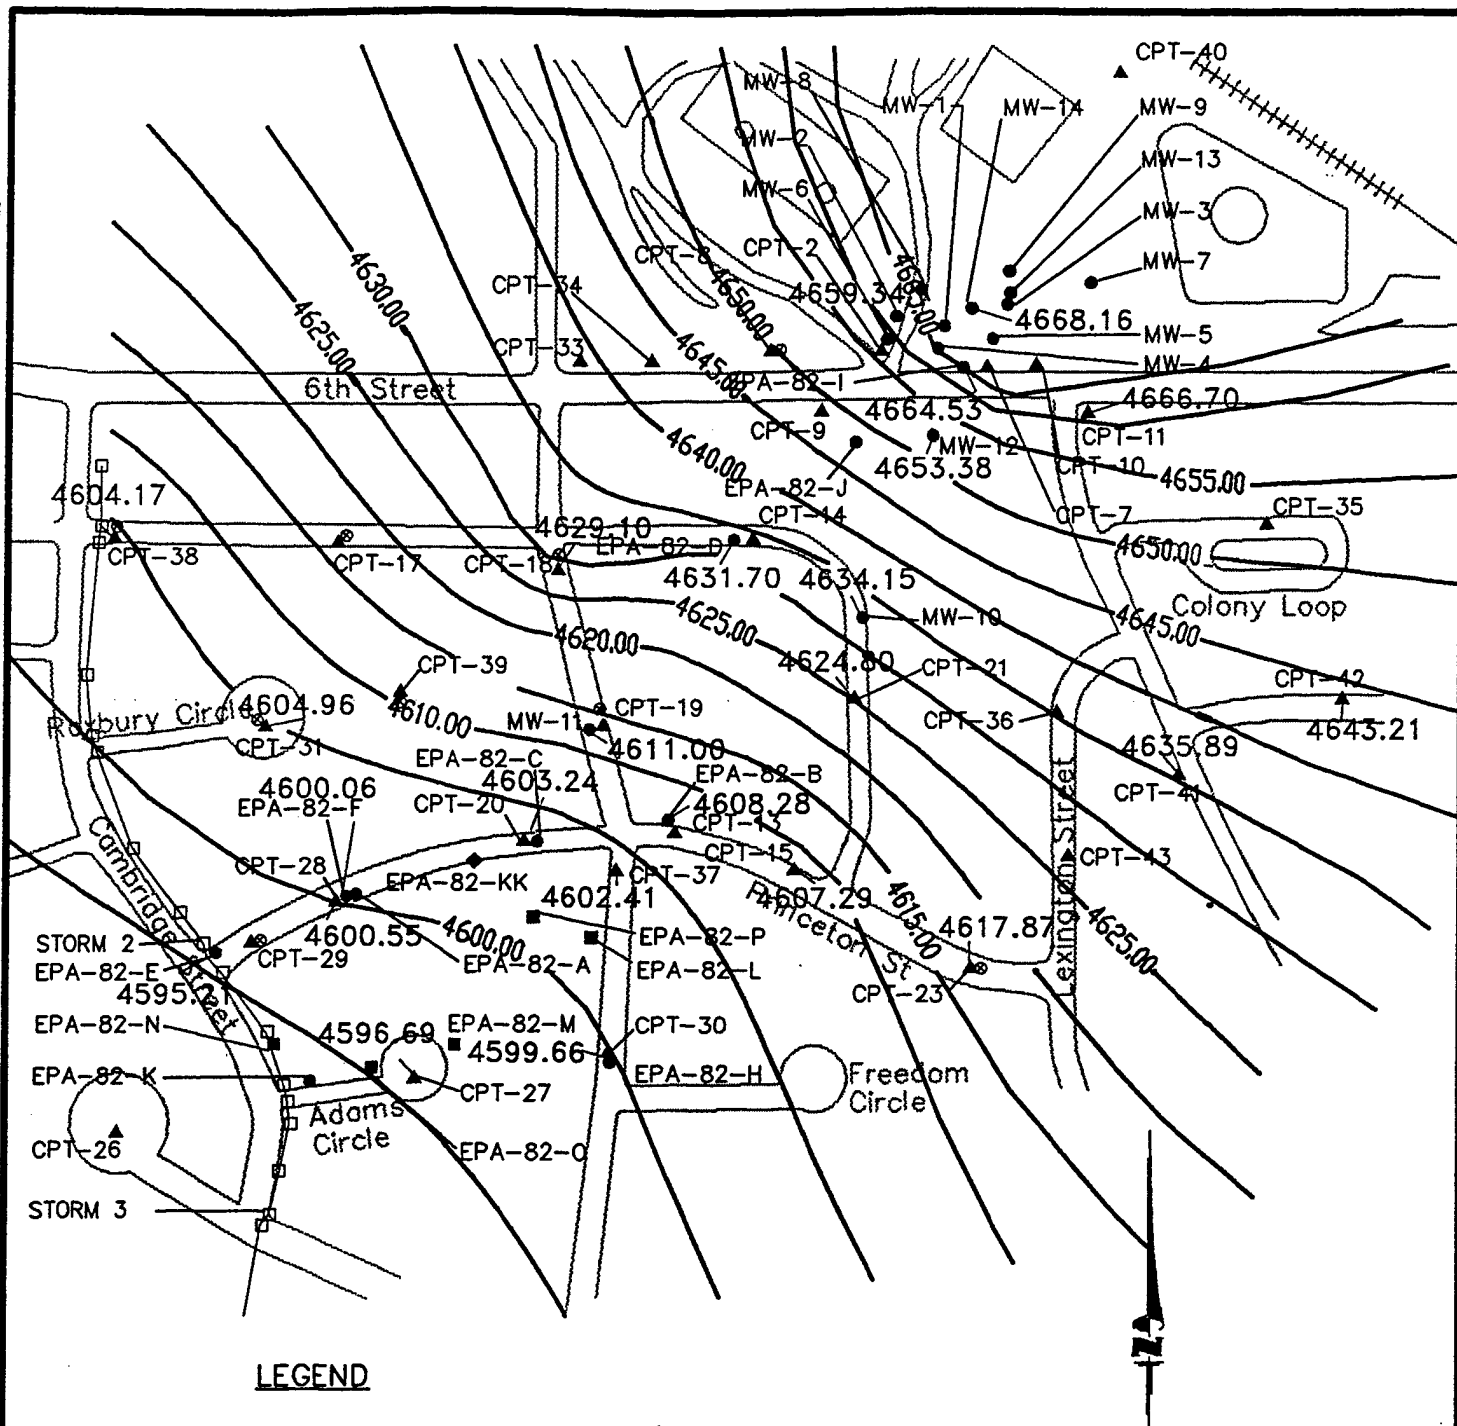 CPT-40
MW-8
MW-1
MW-14
MW-9
MW-2
MW-13
MW-6
MW-3
CPT-8
CPT-2
MW-7
4630.00
CPT-34
4650.00
4659.34
4625.00
4668.16
MW-5
CPT-33
4645.00
MW-4
6th Street
EPA-82-I
4664.53
4666.70
CPT-9
CPT-11
4640.00
MW-12
4653.38
CPT-10
4655.00
EPA-82-J
4604.17
CPT-14
CPT-7
CPT-35
4629.10
EPA-82-D
CPT-38
CPT-17
CPT-18
4650.00
4631.70
4634.15
Colony Loop
4625.00
MW-10
4645.00
4620.00
4624.80
CPT-39
CPT-21
CPT-42
4604.96
Roxbury Circle
4610.00
MW-11
CPT-19
CPT-36
4643.21
CPT-31
4611.00
4635.89
EPA-82-C
4603.24
EPA-82-B
4600.06
4608.28
CPT-41
EPA-82-F
CPT-20
CPT-13
Cambridge Street
CPT-28
CPT-15
Lexington Street
CPT-43
EPA-82-KK
CPT-37
4602.41
4607.29
Princeton St
4615.00
4617.87
4625.00
STORM 2
4600.55
4600.00
EPA-82-P
EPA-82-E
CPT-29
EPA-82-A
EPA-82-L
CPT-23
EPA-82-N
4596.69
EPA-82-M
CPT-30
4599.66
EPA-82-K
EPA-82-H
Freedom
Circle
CPT-27
Adams
Circle
CPT-26
EPA-82-O
STORM 3
N
LEGEND